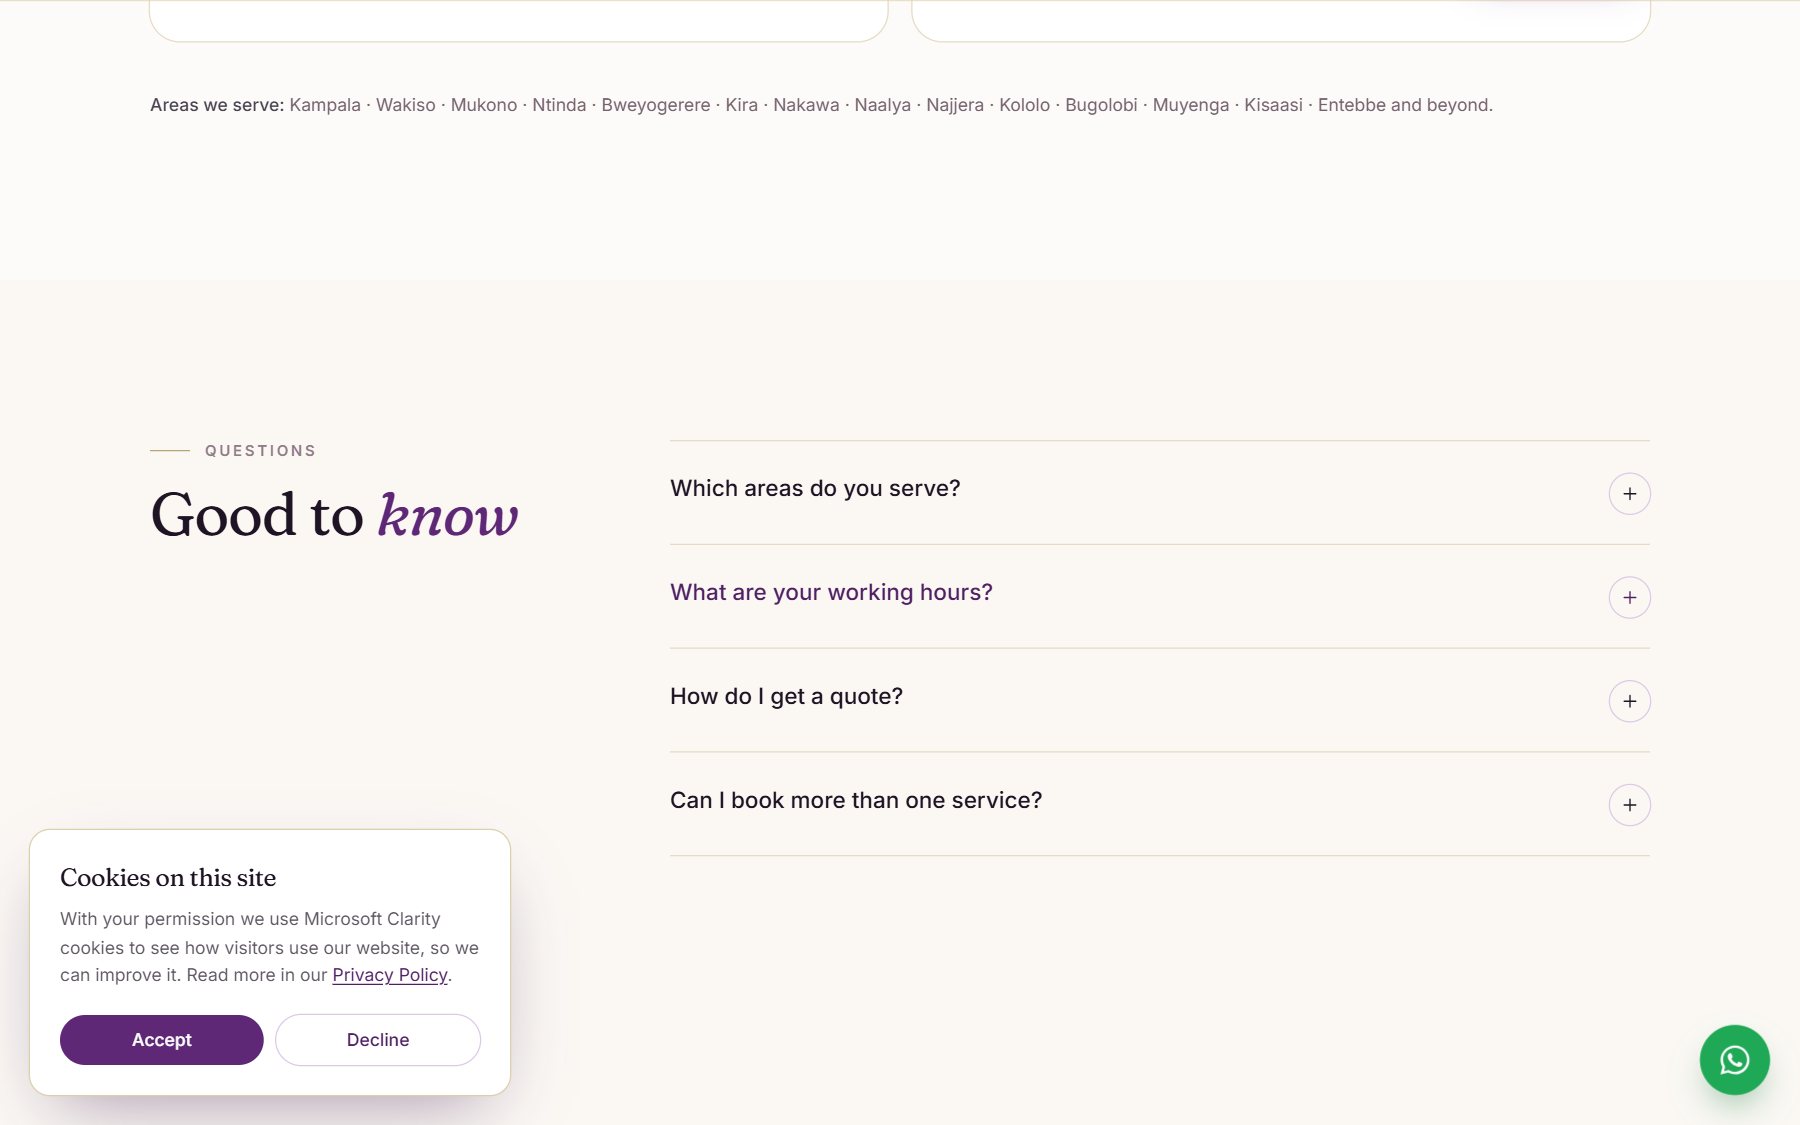 Areas we serve: Kampala · Wakiso · Mukono · Ntinda · Bweyogerere · Kira · Nakawa · Naalya · Najjera · Kololo · Bugolobi · Muyenga · Kisaasi · Entebbe and beyond.
QUESTIONS
Good to know
Which areas do you serve?
What are your working hours?
How do I get a quote?
Can I book more than one service?
Cookies on this site
With your permission we use Microsoft Clarity
cookies to see how visitors use our website, so we
can improve it. Read more in our Privacy Policy.
Accept
Decline